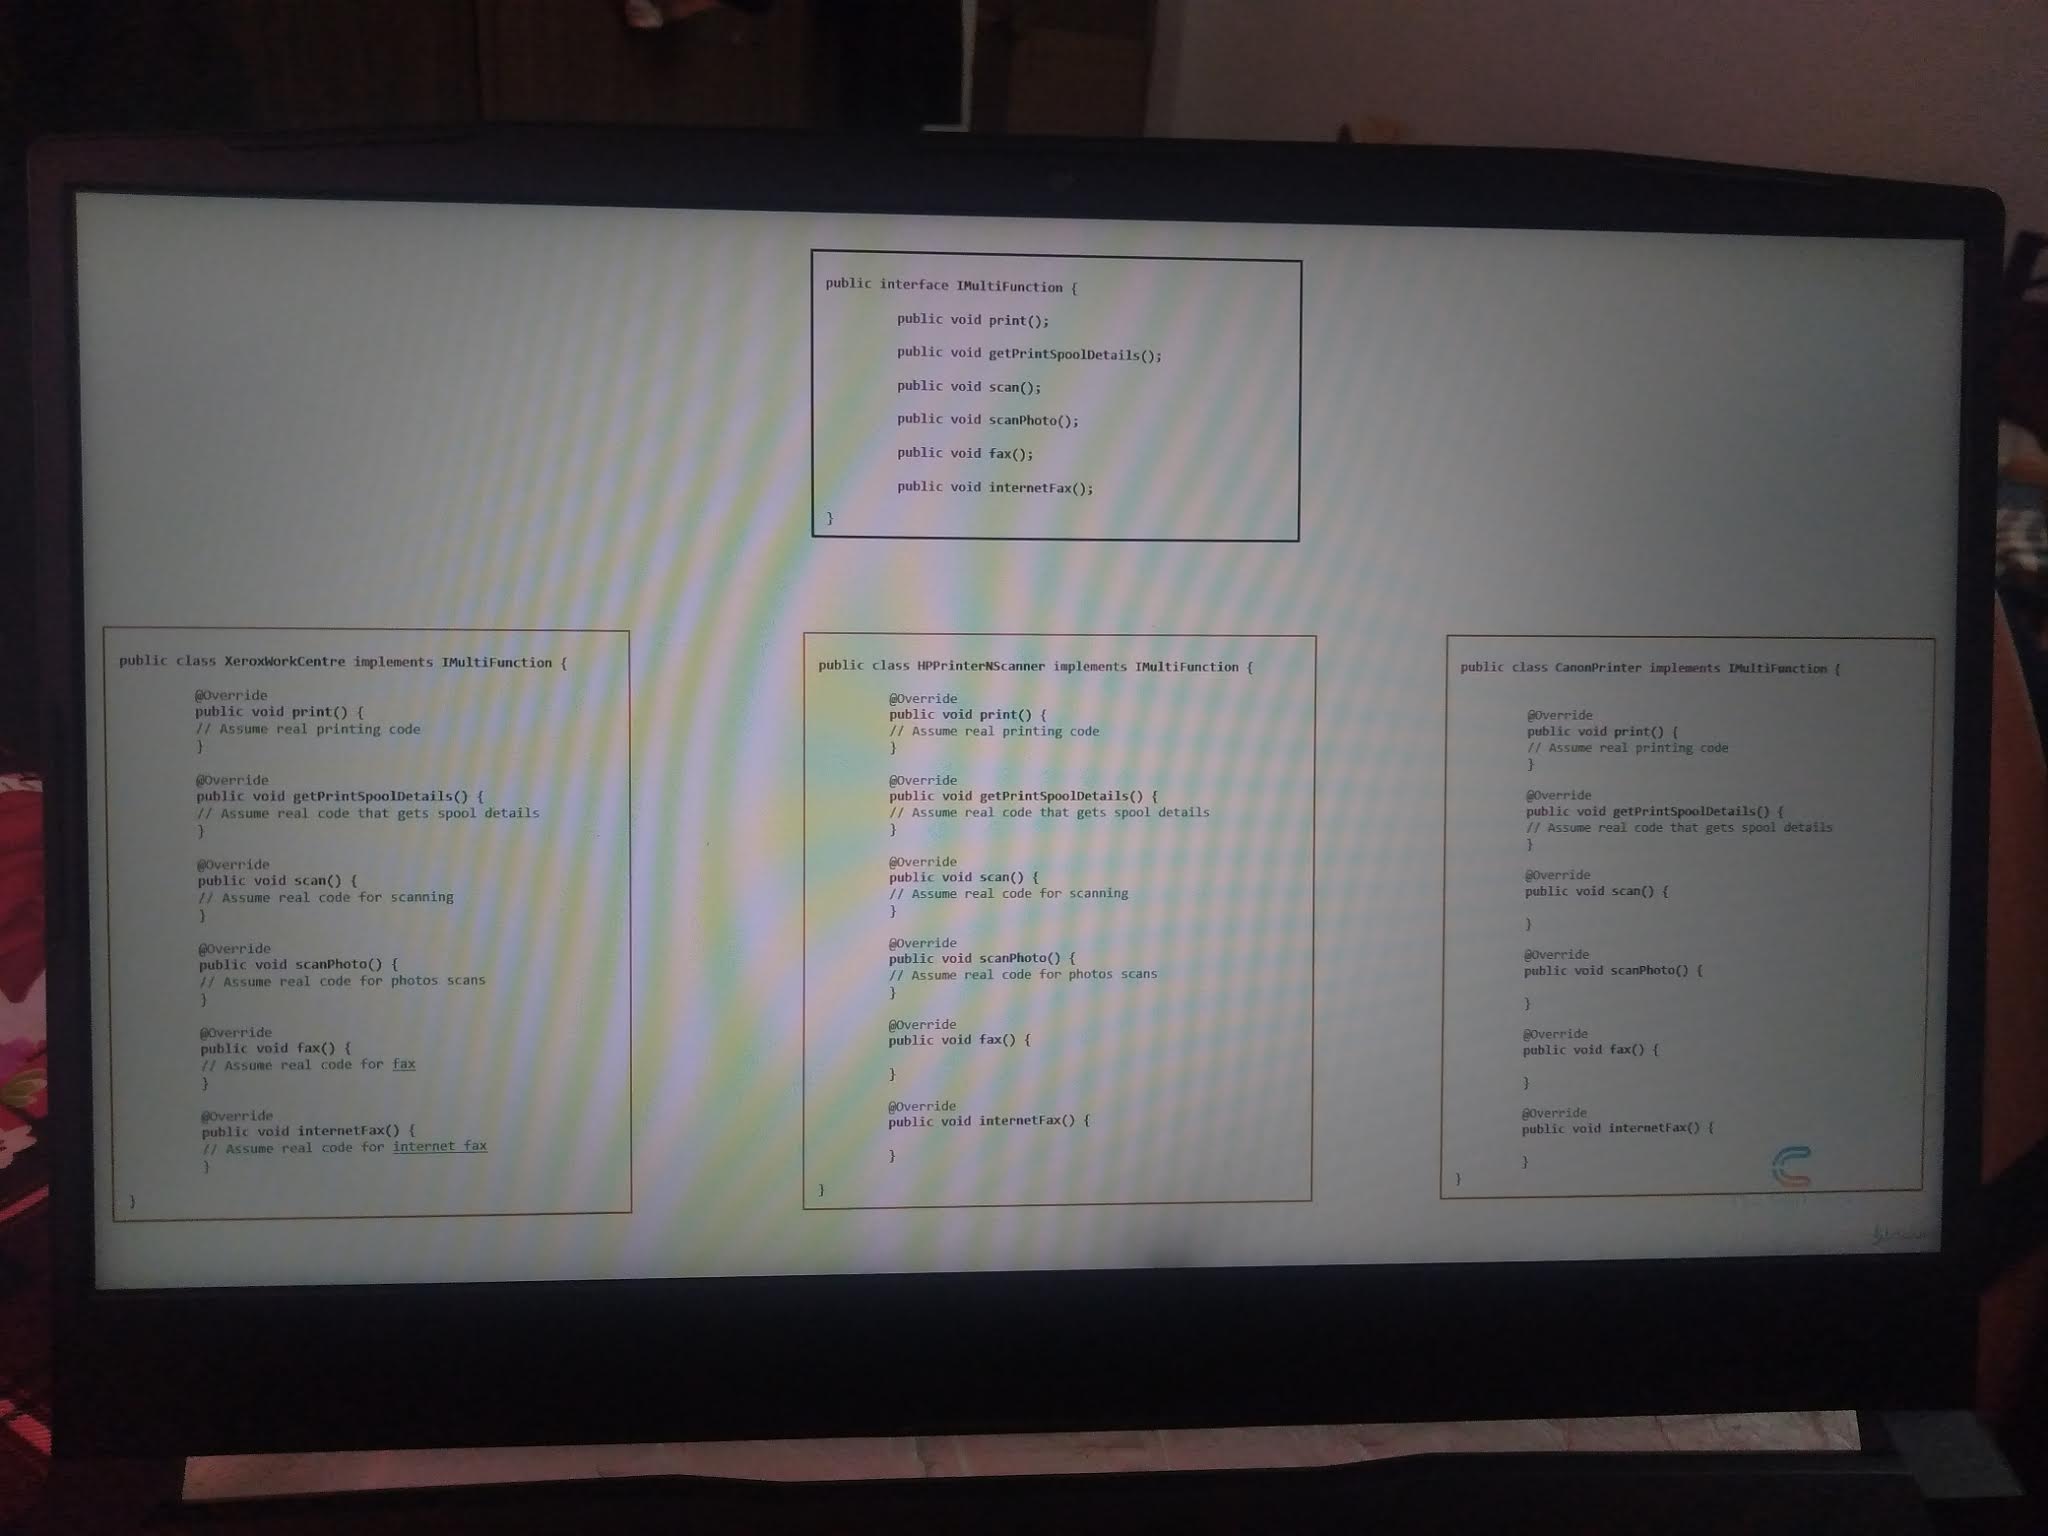 public interface IMultiFunction {
public void print();
public void getPrintSpoolDetails();
public void scan();
public void scanPhoto();
public void fax();
public void internetFax();
}
public class XeroxWorkCentre implements IMultiFunction {
@Override
public void print() {
// Assume real printing code
}
@Override
public void getPrintSpoolDetails() {
// Assume real code that gets spool details
}
@Override
public void scan() {
// Assume real code for scanning
}
@Override
public void scanPhoto() {
// Assume real code for photos scans
}
@Override
public void fax() {
// Assume real code for fax
}
@Override
public void internetFax() {
// Assume real code for internet fax
}
}
public class HPPrinterNScanner implements IMultiFunction {
@Override
public void print() {
// Assume real printing code
}
@Override
public void getPrintSpoolDetails() {
// Assume real code that gets spool details
}
@Override
public void scan() {
// Assume real code for scanning
}
@Override
public void scanPhoto() {
// Assume real code for photos scans
}
@Override
public void fax() {
}
@Override
public void internetFax() {
}
}
public class CanonPrinter implements IMultiFunction {
@Override
public void print() {
// Assume real printing code
}
@Override
public void getPrintSpoolDetails() {
// Assume real code that gets spool details
}
@Override
public void scan() {
}
@Override
public void scanPhoto() {
}
@Override
public void fax() {
}
@Override
public void internetFax() {
}
}